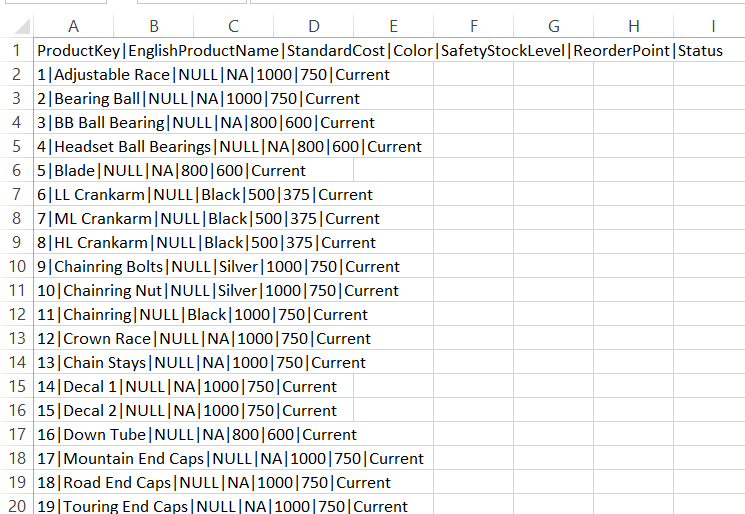 A B C D E F G H I
1 ProductKey|EnglishProductName|StandardCost|Color|SafetyStockLevel|ReorderPoint|Status
2 1|Adjustable Race|NULL|NA|1000|750|Current
3 2|Bearing Ball|NULL|NA|1000|750|Current
4 3|BB Ball Bearing|NULL|NA|800|600|Current
5 4|Headset Ball Bearings|NULL|NA|800|600|Current
6 5|Blade|NULL|NA|800|600|Current
7 6|LL Crankarm|NULL|Black|500|375|Current
8 7|ML Crankarm|NULL|Black|500|375|Current
9 8|HL Crankarm|NULL|Black|500|375|Current
10 9|Chainring Bolts|NULL|Silver|1000|750|Current
11 10|Chainring Nut|NULL|Silver|1000|750|Current
12 11|Chainring|NULL|Black|1000|750|Current
13 12|Crown Race|NULL|NA|1000|750|Current
14 13|Chain Stays|NULL|NA|1000|750|Current
15 14|Decal 1|NULL|NA|1000|750|Current
16 15|Decal 2|NULL|NA|1000|750|Current
17 16|Down Tube|NULL|NA|800|600|Current
18 17|Mountain End Caps|NULL|NA|1000|750|Current
19 18|Road End Caps|NULL|NA|1000|750|Current
20 19|Touring End Caps|NULL|NA|1000|750|Current